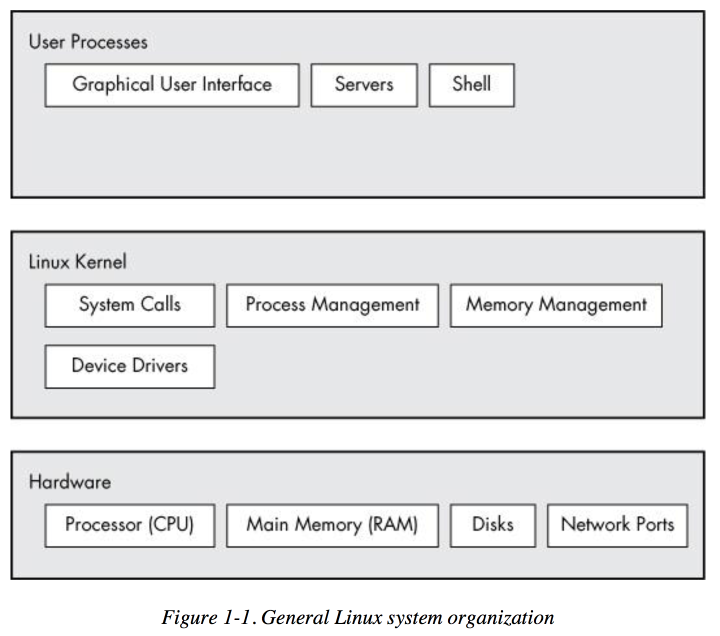 User Processes
Graphical User Interface
Servers
Shell
Linux Kernel
System Calls
Process Management
Memory Management
Device Drivers
Hardware
Processor (CPU)
Main Memory (RAM)
Disks
Network Ports
Figure 1-1. General Linux system organization